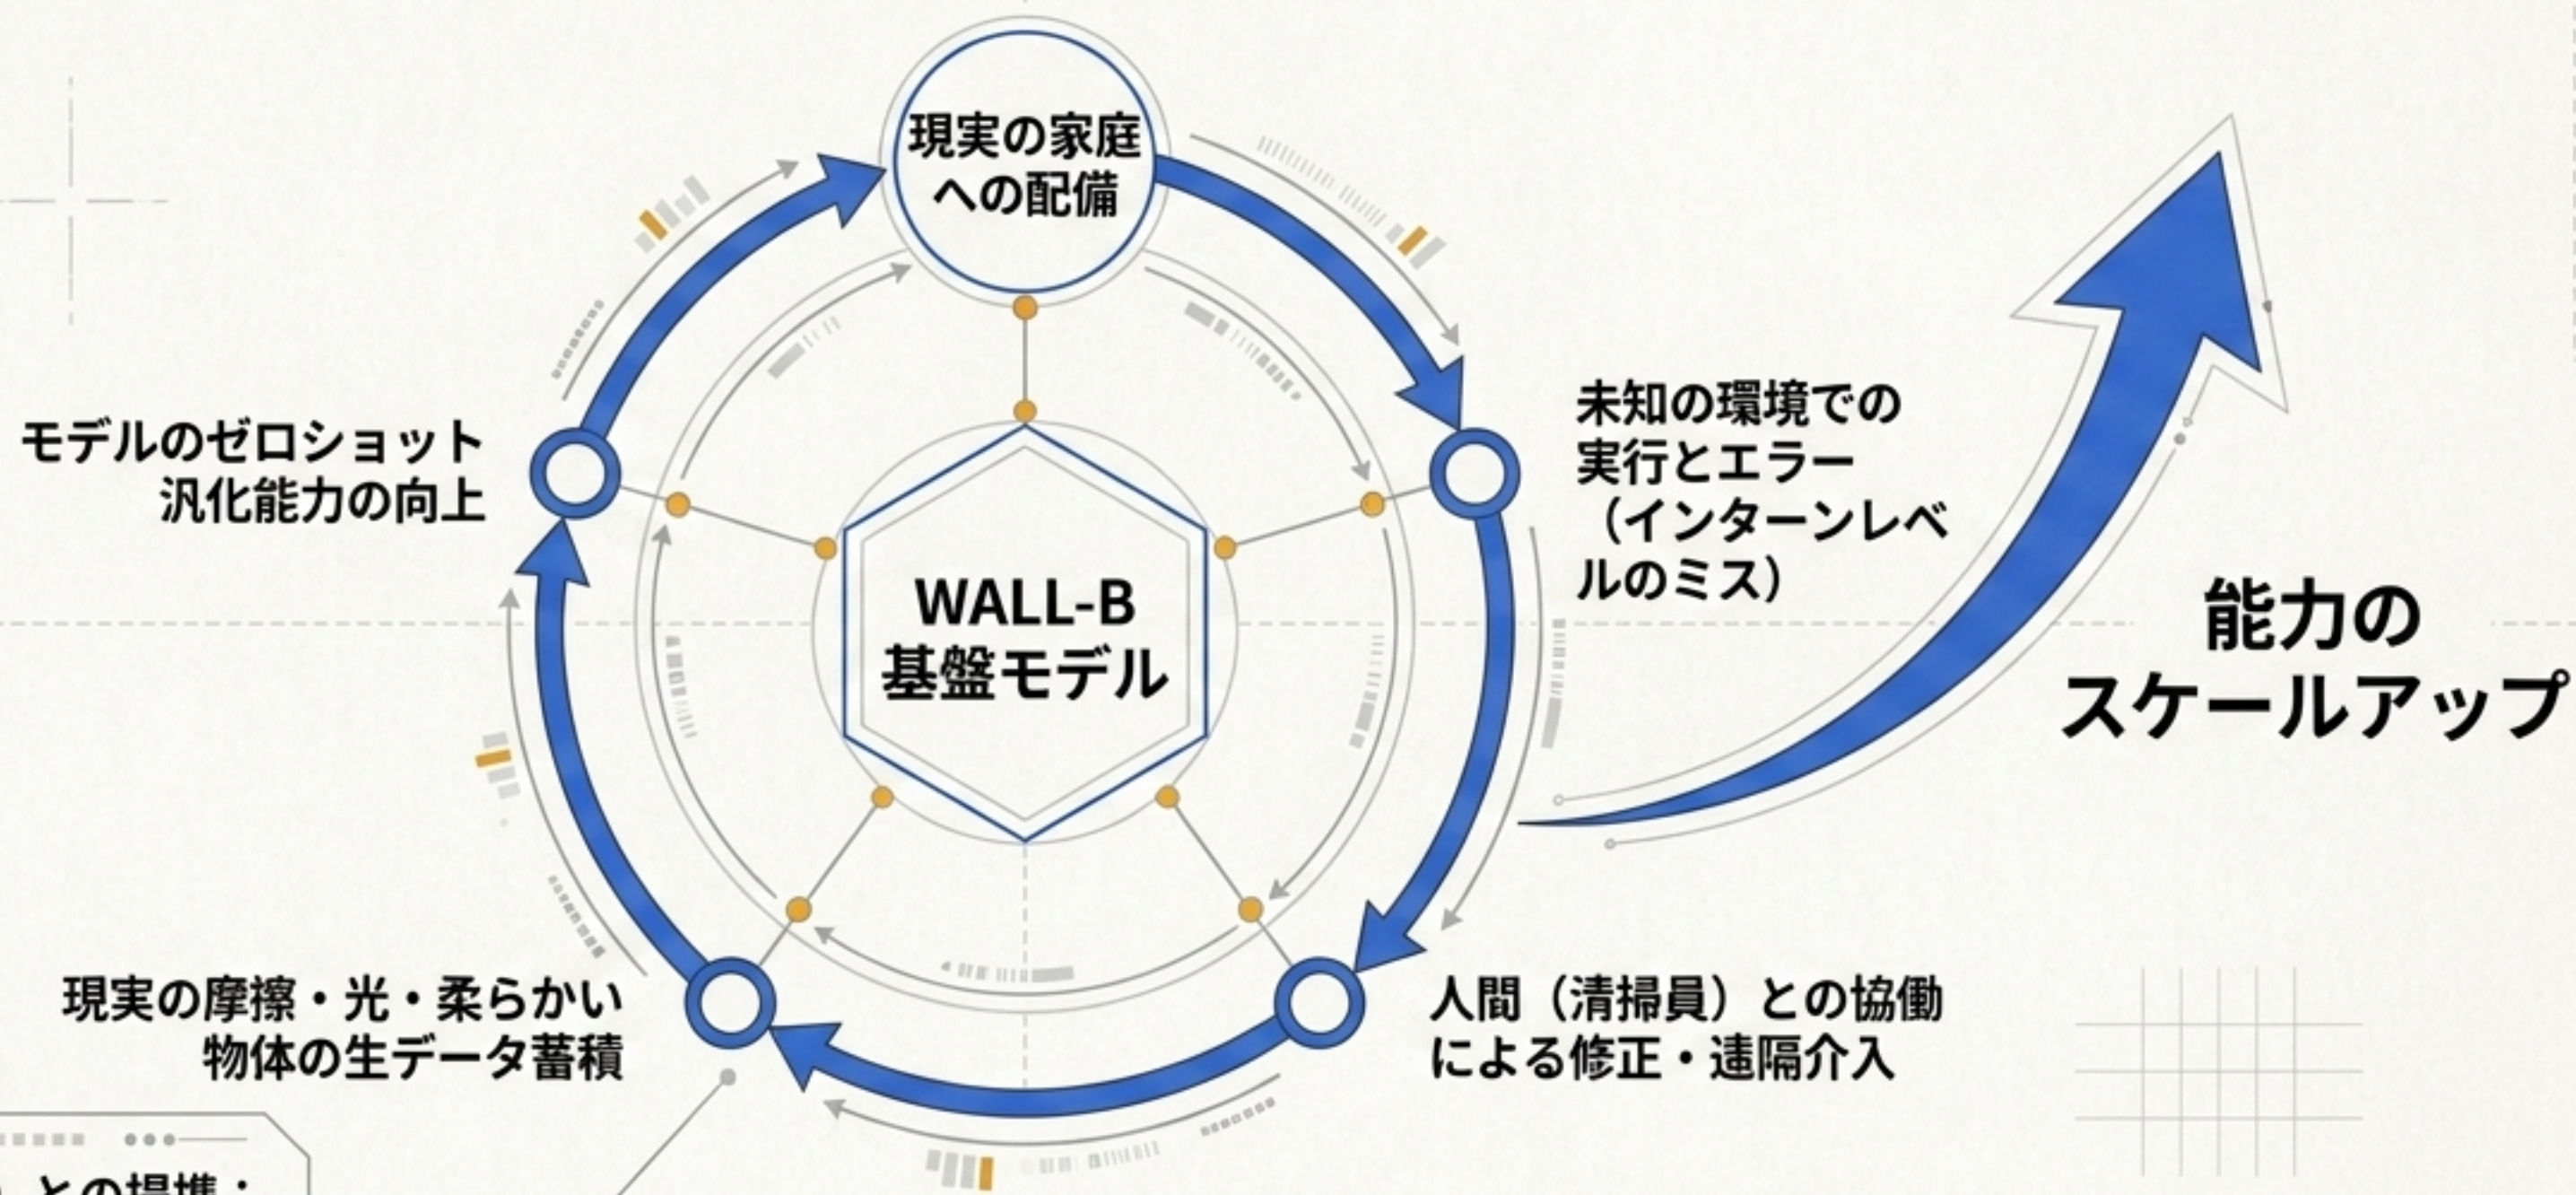 現実の家庭
への配備
モデルのゼロショット
汎化能力の向上
未知の環境での
実行とエラー
（インターンレベ
ルのミス）
WALL-B
基盤モデル
能力の
スケールアップ
現実の摩擦・光・柔らかい
物体の生データ蓄積
人間（清掃員）との協働
による修正・遠隔介入
との提携：